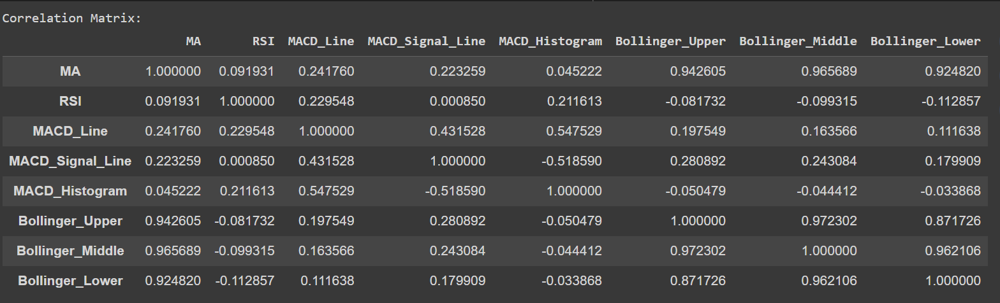 Correlation Matrix:
MA RSI MACD_Line MACD_Signal_Line MACD_Histogram Bollinger_Upper Bollinger_Middle Bollinger_Lower
MA 1.000000 0.091931 0.241760 0.223259 0.045222 0.942605 0.965689 0.924820
RSI 0.091931 1.000000 0.229548 0.000850 0.211613 -0.081732 -0.099315 -0.112857
MACD_Line 0.241760 0.229548 1.000000 0.431528 0.547529 0.197549 0.163566 0.111638
MACD_Signal_Line 0.223259 0.000850 0.431528 1.000000 -0.518590 0.280892 0.243084 0.179909
MACD_Histogram 0.045222 0.211613 0.547529 -0.518590 1.000000 -0.050479 -0.044412 -0.033868
Bollinger_Upper 0.942605 -0.081732 0.197549 0.280892 -0.050479 1.000000 0.972302 0.871726
Bollinger_Middle 0.965689 -0.099315 0.163566 0.243084 -0.044412 0.972302 1.000000 0.962106
Bollinger_Lower 0.924820 -0.112857 0.111638 0.179909 -0.033868 0.871726 0.962106 1.000000